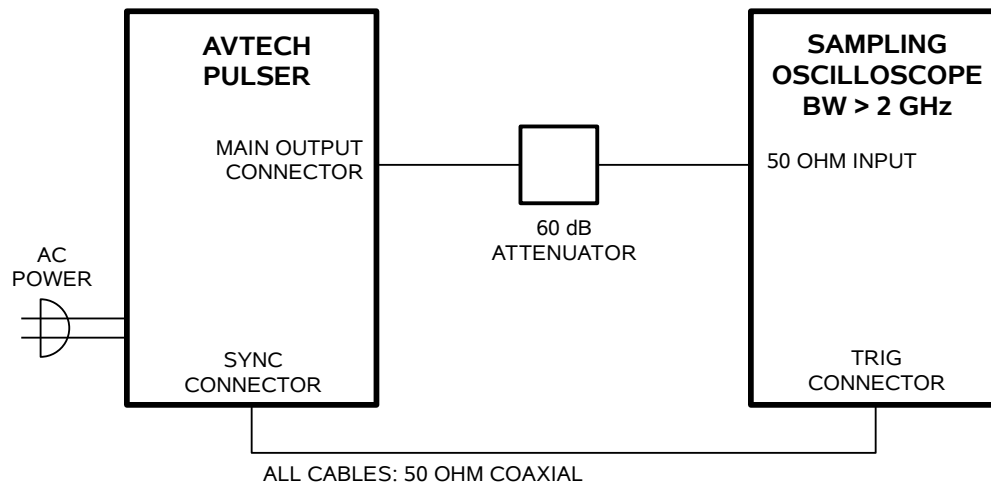 AVTECH
PULSER
MAIN OUTPUT
CONNECTOR
SYNC
CONNECTOR
AC
POWER
60 dB
ATTENUATOR
SAMPLING
OSCILLOSCOPE
BW > 2 GHz
50 OHM INPUT
TRIG
CONNECTOR
ALL CABLES: 50 OHM COAXIAL